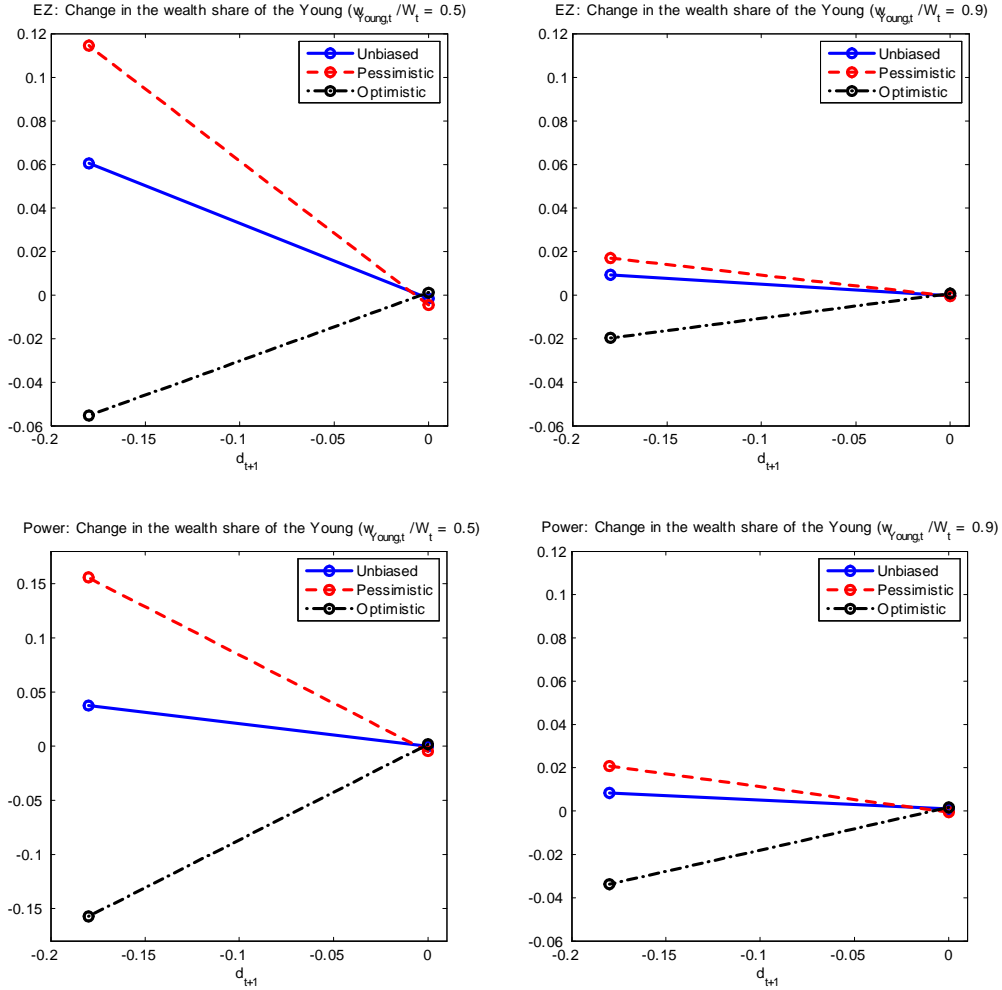 EZ: Change in the wealth share of the Young (w_Young,t /W_t = 0.5)
0.12
0.1
0.08
0.06
0.04
0.02
0
-0.02
-0.04
-0.06
-0.2 -0.15 -0.1 -0.05 0
d_t+1
Unbiased
Pessimistic
Optimistic
EZ: Change in the wealth share of the Young (w_Young,t /W_t = 0.9)
0.12
0.1
0.08
0.06
0.04
0.02
0
-0.02
-0.04
-0.06
-0.2 -0.15 -0.1 -0.05 0
d_t+1
Unbiased
Pessimistic
Optimistic
Power: Change in the wealth share of the Young (w_Young,t /W_t = 0.5)
0.15
0.1
0.05
0
-0.05
-0.1
-0.15
-0.2 -0.15 -0.1 -0.05 0
d_t+1
Unbiased
Pessimistic
Optimistic
Power: Change in the wealth share of the Young (w_Young,t /W_t = 0.9)
0.12
0.1
0.08
0.06
0.04
0.02
0
-0.02
-0.04
-0.06
-0.2 -0.15 -0.1 -0.05 0
d_t+1
Unbiased
Pessimistic
Optimistic